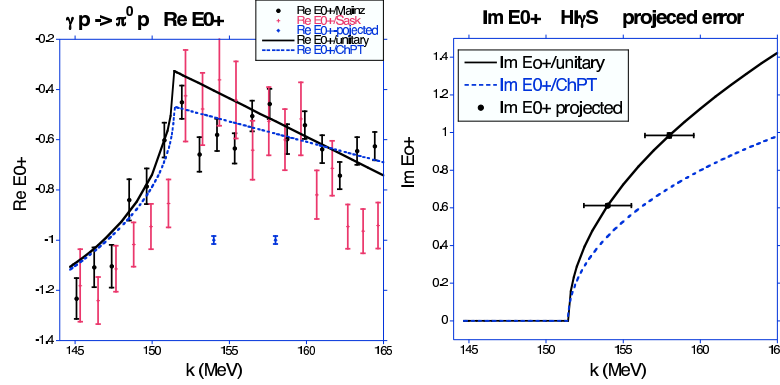 γ p -> π⁰ p Re E0+
Re E0+/Mainz
Re E0+/Sask
Re E0+-pojected
Re E0+/unitary
Re E0+/ChPT
-0.2
-0.4
-0.6
-0.8
-1
-1.2
-1.4
Re E0+
145 150 155 160 165
k (MeV)
Im E0+ HIγS projeced error
Im Eo+/unitary
Im E0+/ChPT
Im E0+ projected
1.4
1.2
1
0.8
0.6
0.4
0.2
0
Im Eo+
145 150 155 160 16
k (MeV)